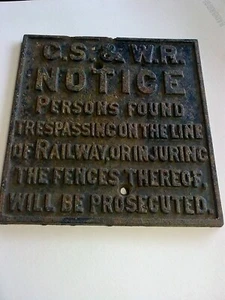 G.S. & W.R.
NOTICE
PERSONS FOUND
TRESPASSING ON THE LINE
OF RAILWAY, OR INJURING
THE FENCES THEREOF,
WILL BE PROSECUTED.